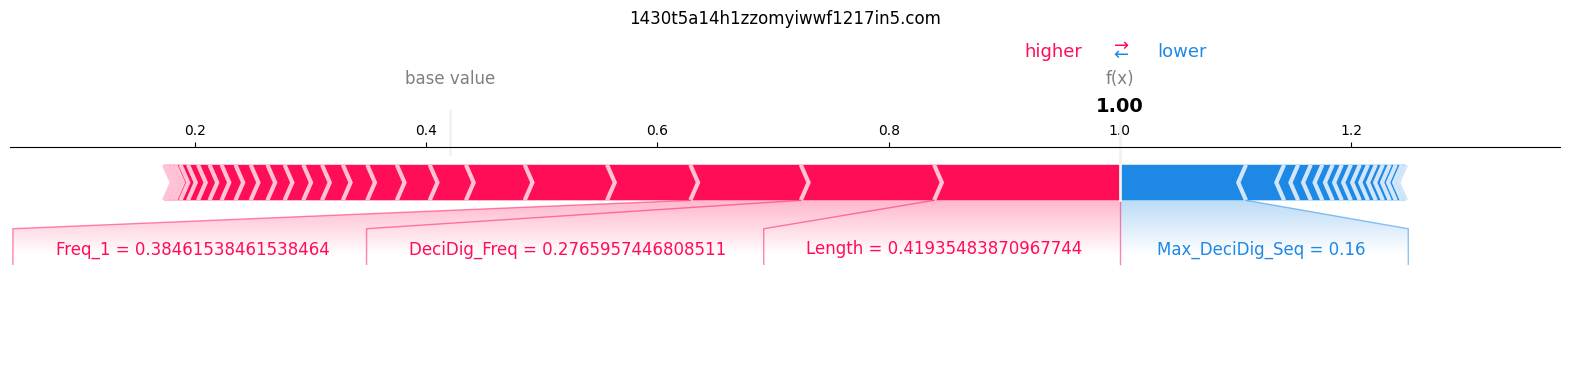 1430t5a14h1zzomyiwwf1217in5.com
higher ⇄ lower
base value f(x)
1.00
0.2 0.4 0.6 0.8 1.0 1.2
Freq_1 = 0.38461538461538464 DeciDig_Freq = 0.2765957446808511 Length = 0.41935483870967744 Max_DeciDig_Seq = 0.16